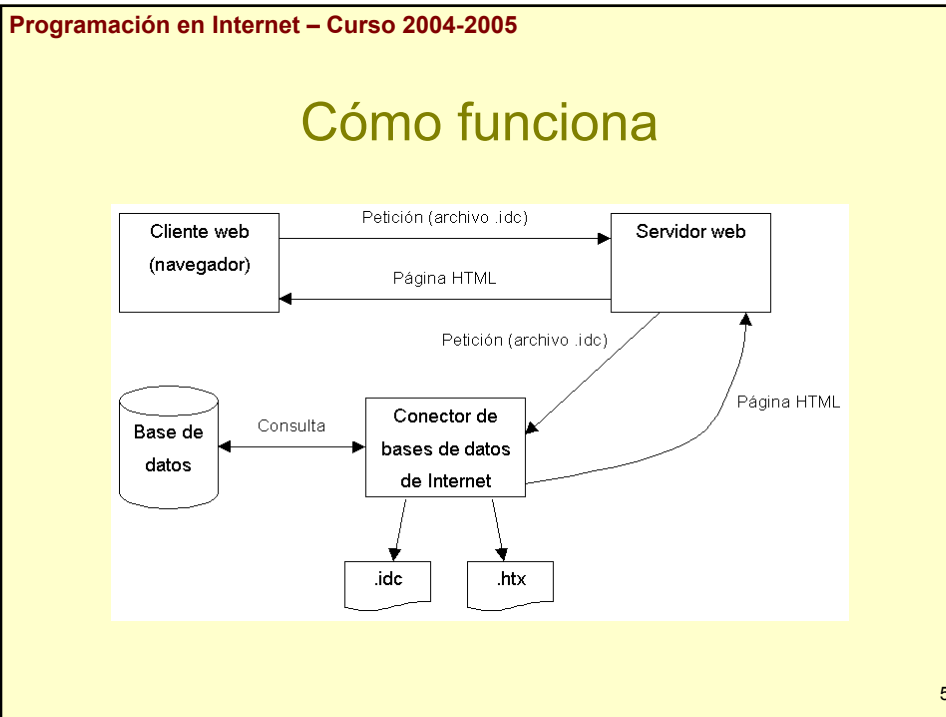 Programación en Internet – Curso 2004-2005
Cómo funciona
Petición (archivo .idc)
Cliente web
(navegador)
Servidor web
Página HTML
Petición (archivo .idc)
Página HTML
Base de
datos
Consulta
Conector de
bases de datos
de Internet
.idc
.htx
5